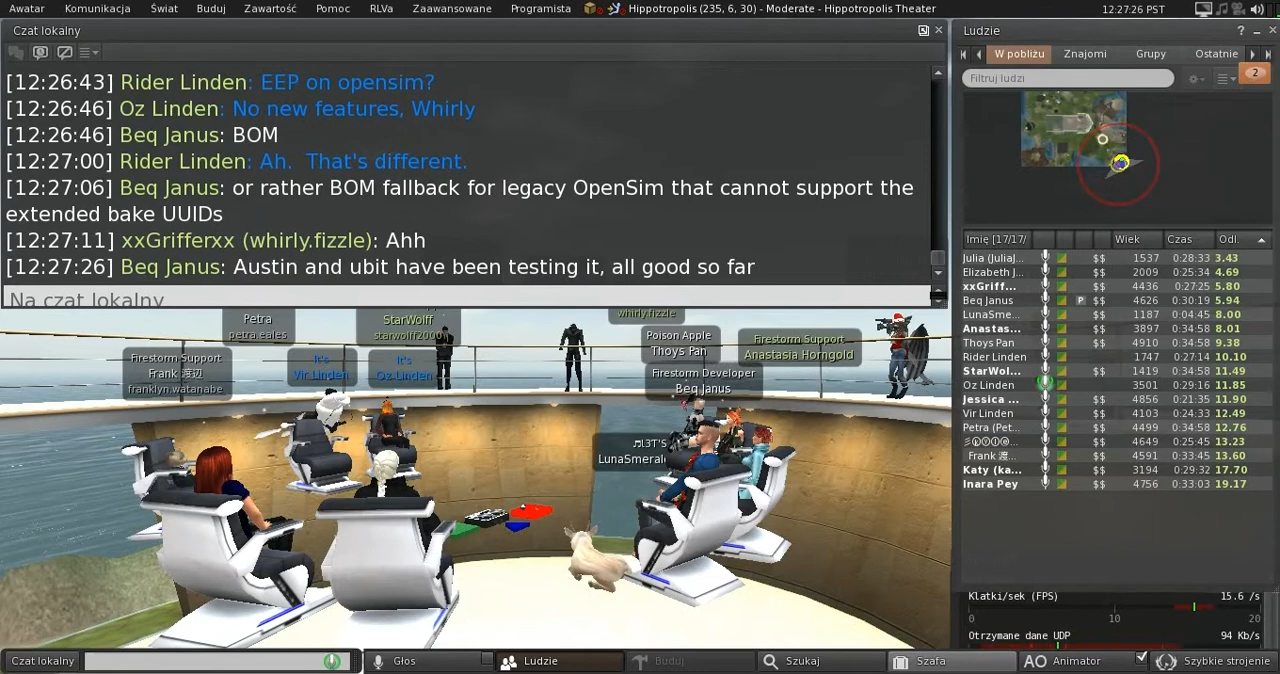 Awatar Komunikacja Świat Buduj Zawartość Pomoc RLVa Zaawansowane Programista Hippotropolis (235, 6, 30) - Moderate - Hippotropolis Theater 12:27:26 PST
Czat lokalny
[12:26:43] Rider Linden: EEP on opensim?
[12:26:46] Oz Linden: No new features, Whirly
[12:26:46] Beq Janus: BOM
[12:27:00] Rider Linden: Ah.  That's different.
[12:27:06] Beq Janus: or rather BOM fallback for legacy OpenSim that cannot support the
extended bake UUIDs
[12:27:11] xxGrifferxx (whirly.fizzle): Ahh
[12:27:26] Beq Janus: Austin and ubit have been testing it, all good so far
Na czat lokalny
Ludzie
W pobliżu Znajomi Grupy Ostatnie
2
Filtruj ludzi
Imię [17/17/ Wiek Czas Odl.
Julia (JuliaJ... 1537 0:28:33 3.43
Elizabeth J... 2009 0:25:34 4.69
xxGriff... $$ 4436 0:27:25 5.80
Beq Janus P $$ 4626 0:30:19 5.94
LunaSme... $$ 1187 0:04:45 8.00
Anastas... $$ 3897 0:34:58 8.01
Thoys Pan $$ 4910 0:34:58 9.38
Rider Linden 1747 0:27:14 10.10
StarWol... $$ 1419 0:34:58 11.49
Oz Linden 3501 0:29:16 11.85
Jessica ... $$ 4856 0:21:35 11.90
Vir Linden $$ 4103 0:24:33 12.49
Petra (Pet... $$ 4499 0:34:58 12.76
$$ 4649 0:25:45 13.23
Frank 渡... $$ 4591 0:33:45 13.60
Katy (ka... $$ 3194 0:29:32 17.70
Inara Pey $$ 4756 0:33:03 19.17
Petra
petra.eales
StarWolff
starwolff2000
whirly.fizzle
Poison Apple
Thoys Pan
Firestorm Support
Anastasia Horngold
Firestorm Support
Frank 渡辺
franklyn.watanabe
It's
Vir Linden
It's
Oz Linden
Firestorm Developer
Beq Janus
♬l3T'S
LunaSmeral
Klatki/sek (FPS) 15.6 /s
0 10 20
Otrzymane dane UDP 94 Kb/s
Czat lokalny Głos Ludzie Buduj Szukaj Szafa AO Animator Szybkie strojenie